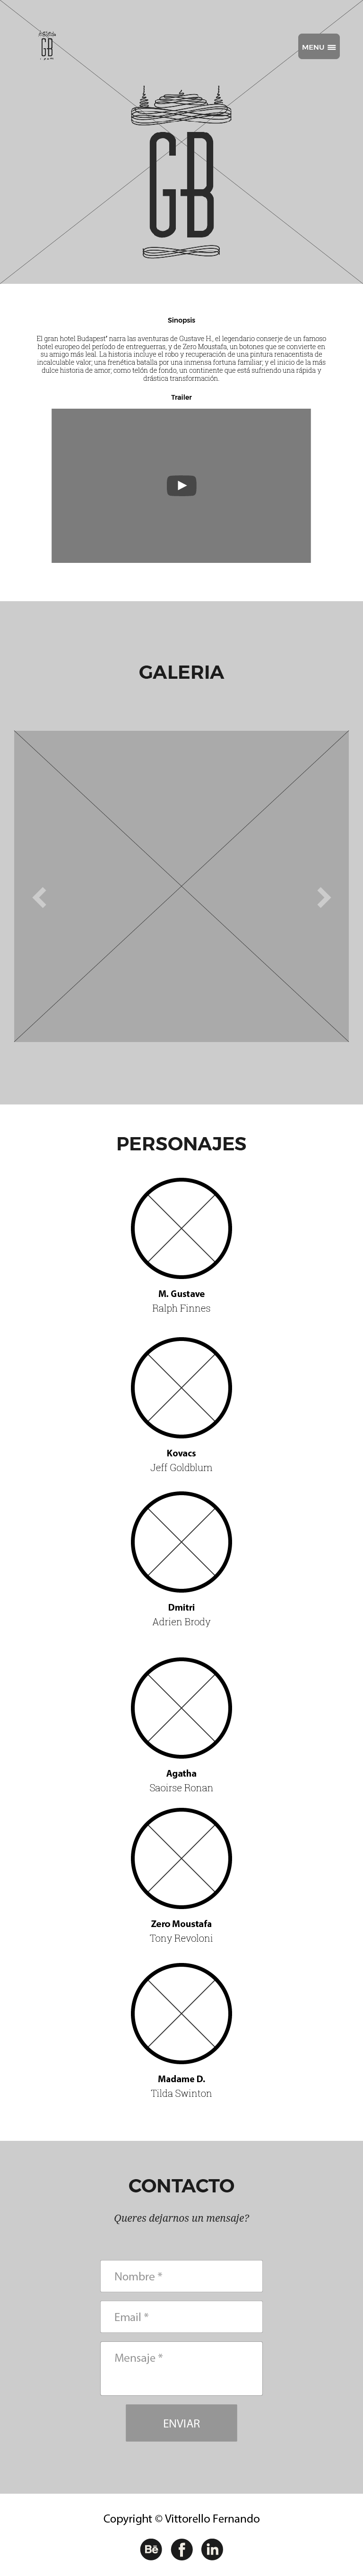 GB
MENU
GB
Sinopsis
El gran hotel Budapest" narra las aventuras de Gustave H., el legendario conserje de un famoso
hotel europeo del período de entreguerras, y de Zero Moustafa, un botones que se convierte en
su amigo más leal. La historia incluye el robo y recuperación de una pintura renacentista de
incalculable valor; una frenética batalla por una inmensa fortuna familiar; y el inicio de la más
dulce historia de amor; como telón de fondo, un continente que está sufriendo una rápida y
drástica transformación.
Trailer
GALERIA
PERSONAJES
M. Gustave
Ralph Finnes
Kovacs
Jeff Goldblum
Dmitri
Adrien Brody
Agatha
Saoirse Ronan
Zero Moustafa
Tony Revoloni
Madame D.
Tilda Swinton
CONTACTO
Queres dejarnos un mensaje?
Nombre *
Email *
Mensaje *
ENVIAR
Copyright © Vittorello Fernando
Bē f in